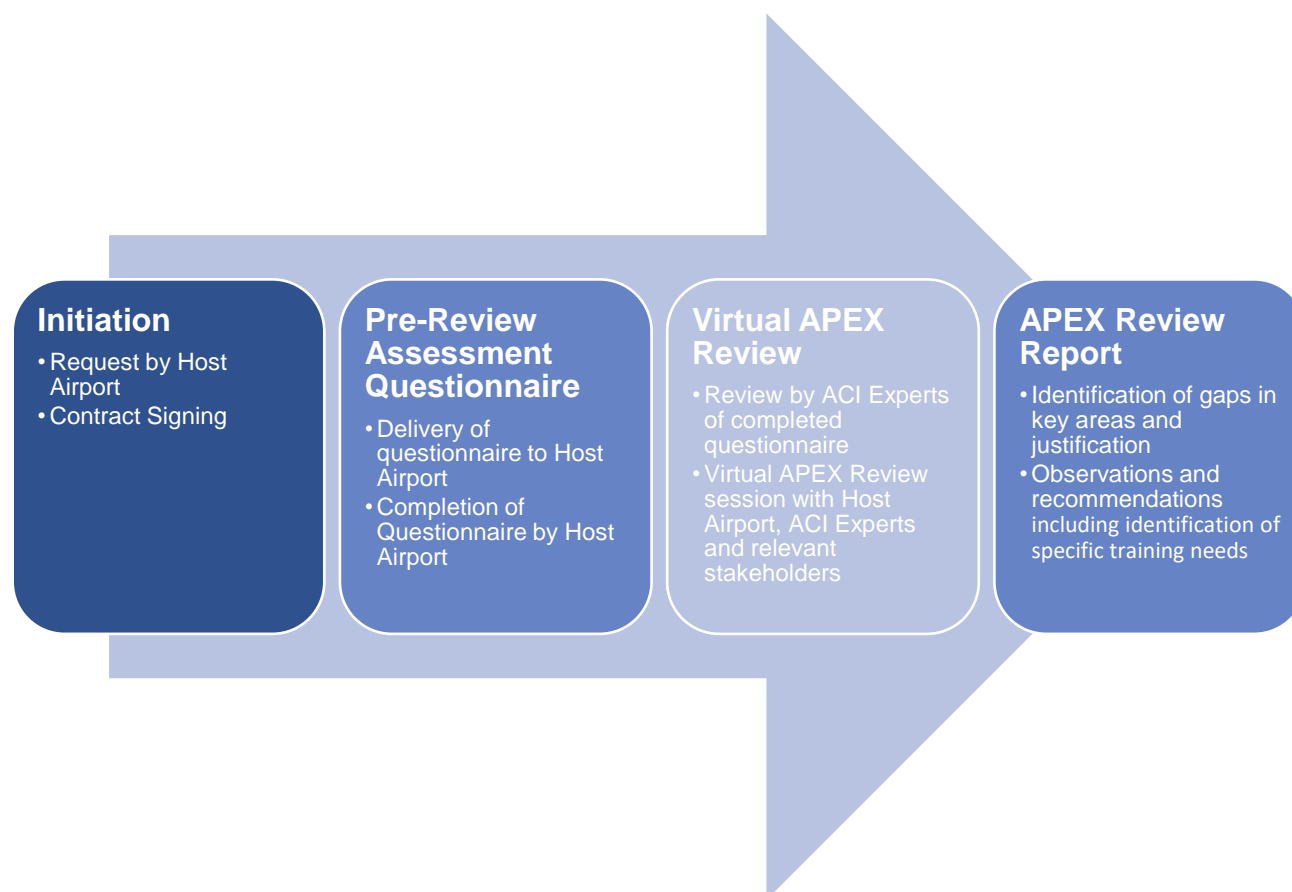 Initiation
• Request by Host
Airport
• Contract Signing
Pre-Review
Assessment
Questionnaire
• Delivery of
questionnaire to Host
Airport
• Completion of
Questionnaire by Host
Airport
Virtual APEX
Review
• Review by ACI Experts
of completed
questionnaire
• Virtual APEX Review
session with Host
Airport, ACI Experts
and relevant
stakeholders
APEX Review
Report
• Identification of gaps in
key areas and
justification
• Observations and
recommendations
including identification of
specific training needs